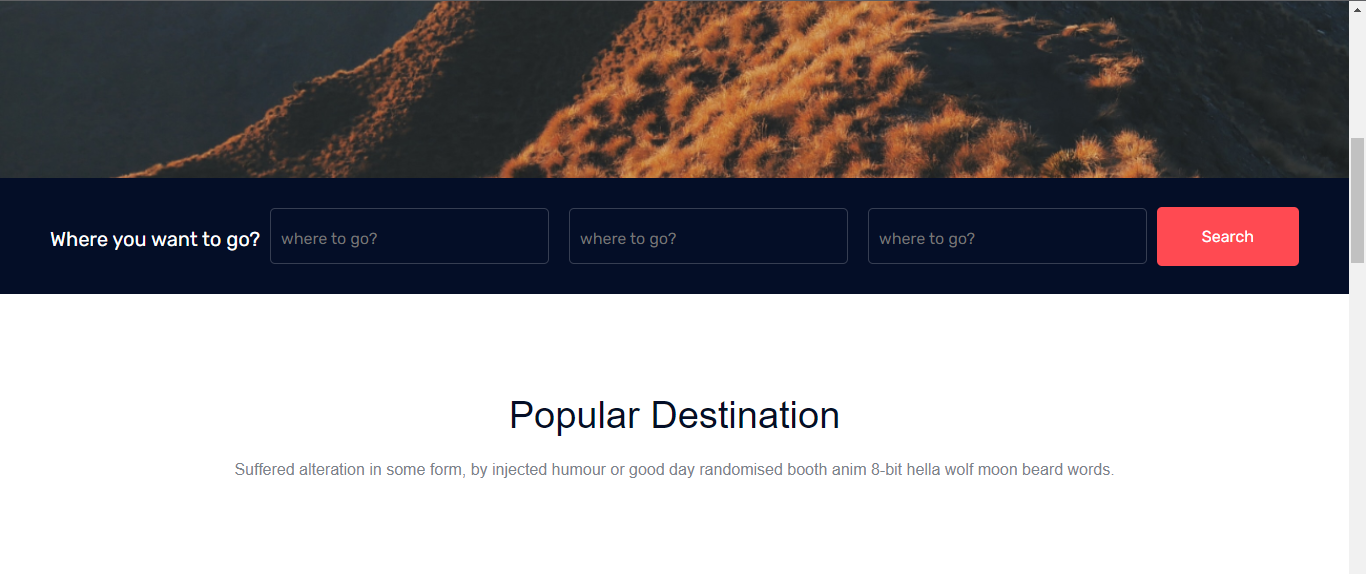 Where you want to go? where to go? where to go? where to go? Search
Popular Destination
Suffered alteration in some form, by injected humour or good day randomised booth anim 8-bit hella wolf moon beard words.